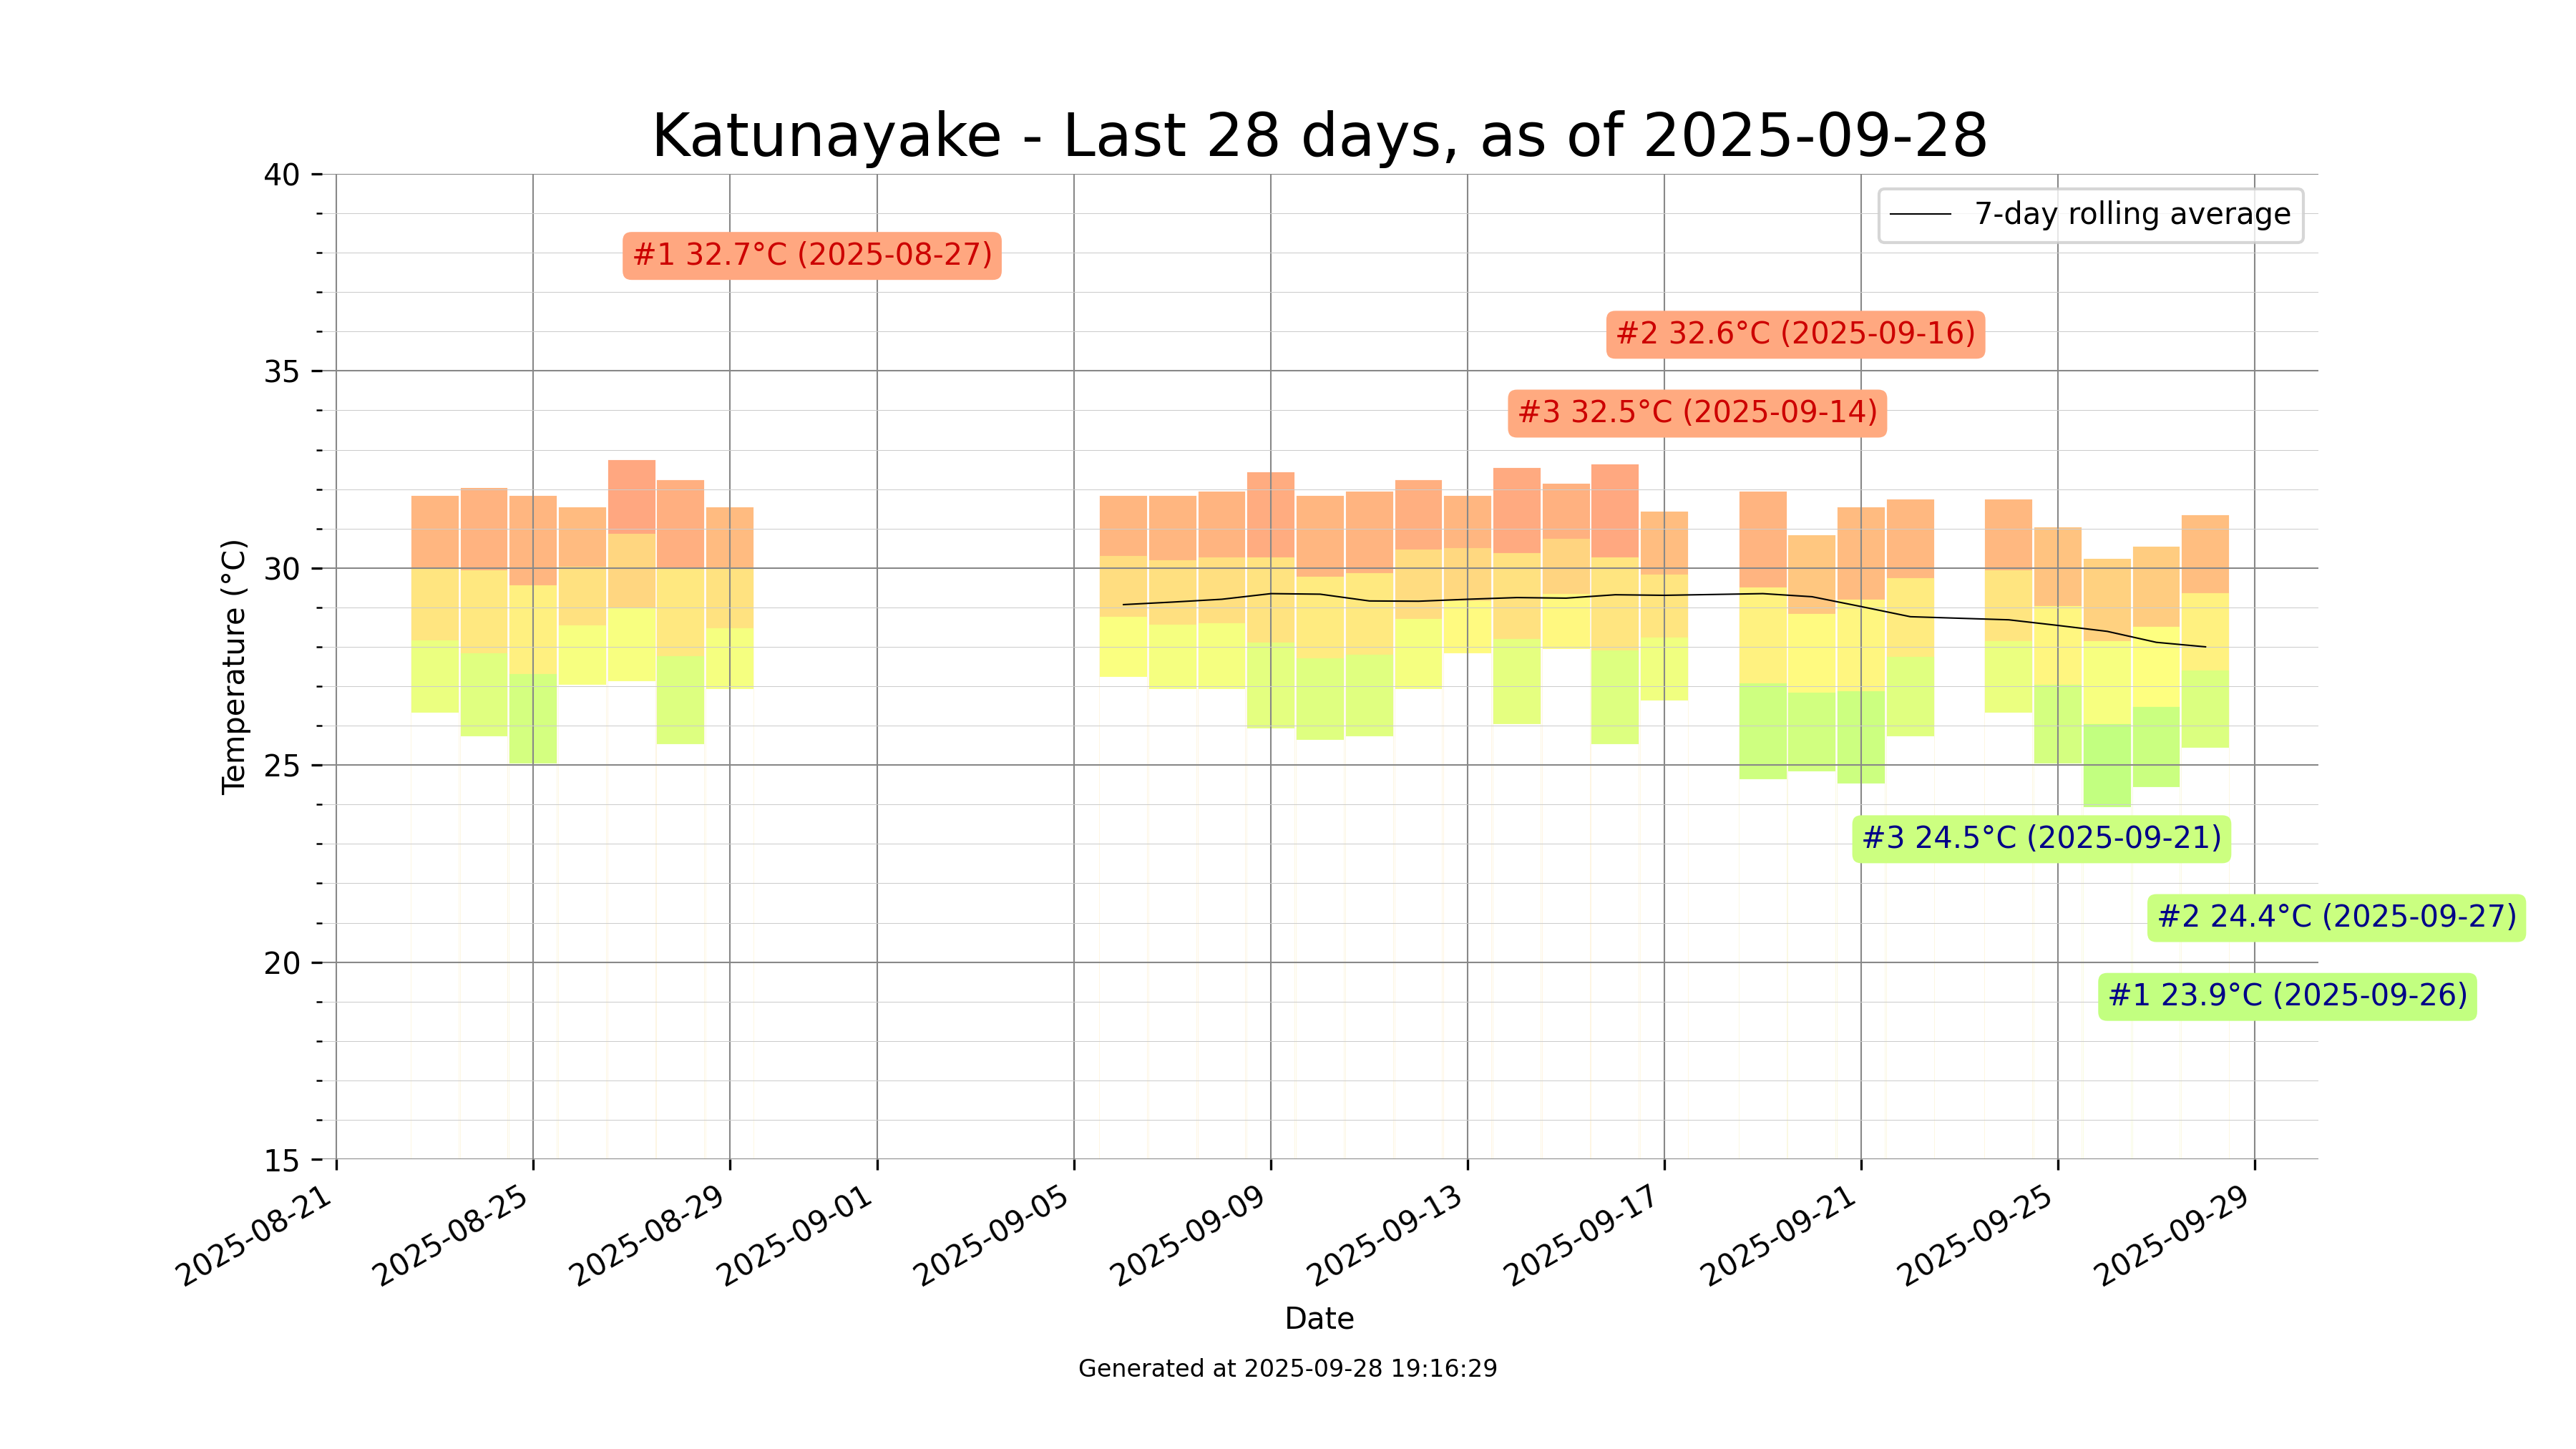 Katunayake - Last 28 days, as of 2025-09-28
7-day rolling average
#1 32.7°C (2025-08-27)
#2 32.6°C (2025-09-16)
#3 32.5°C (2025-09-14)
#3 24.5°C (2025-09-21)
#2 24.4°C (2025-09-27)
#1 23.9°C (2025-09-26)
Temperature (°C)
40
35
30
25
20
15
2025-08-21
2025-08-25
2025-08-29
2025-09-01
2025-09-05
2025-09-09
2025-09-13
2025-09-17
2025-09-21
2025-09-25
2025-09-29
Date
Generated at 2025-09-28 19:16:29